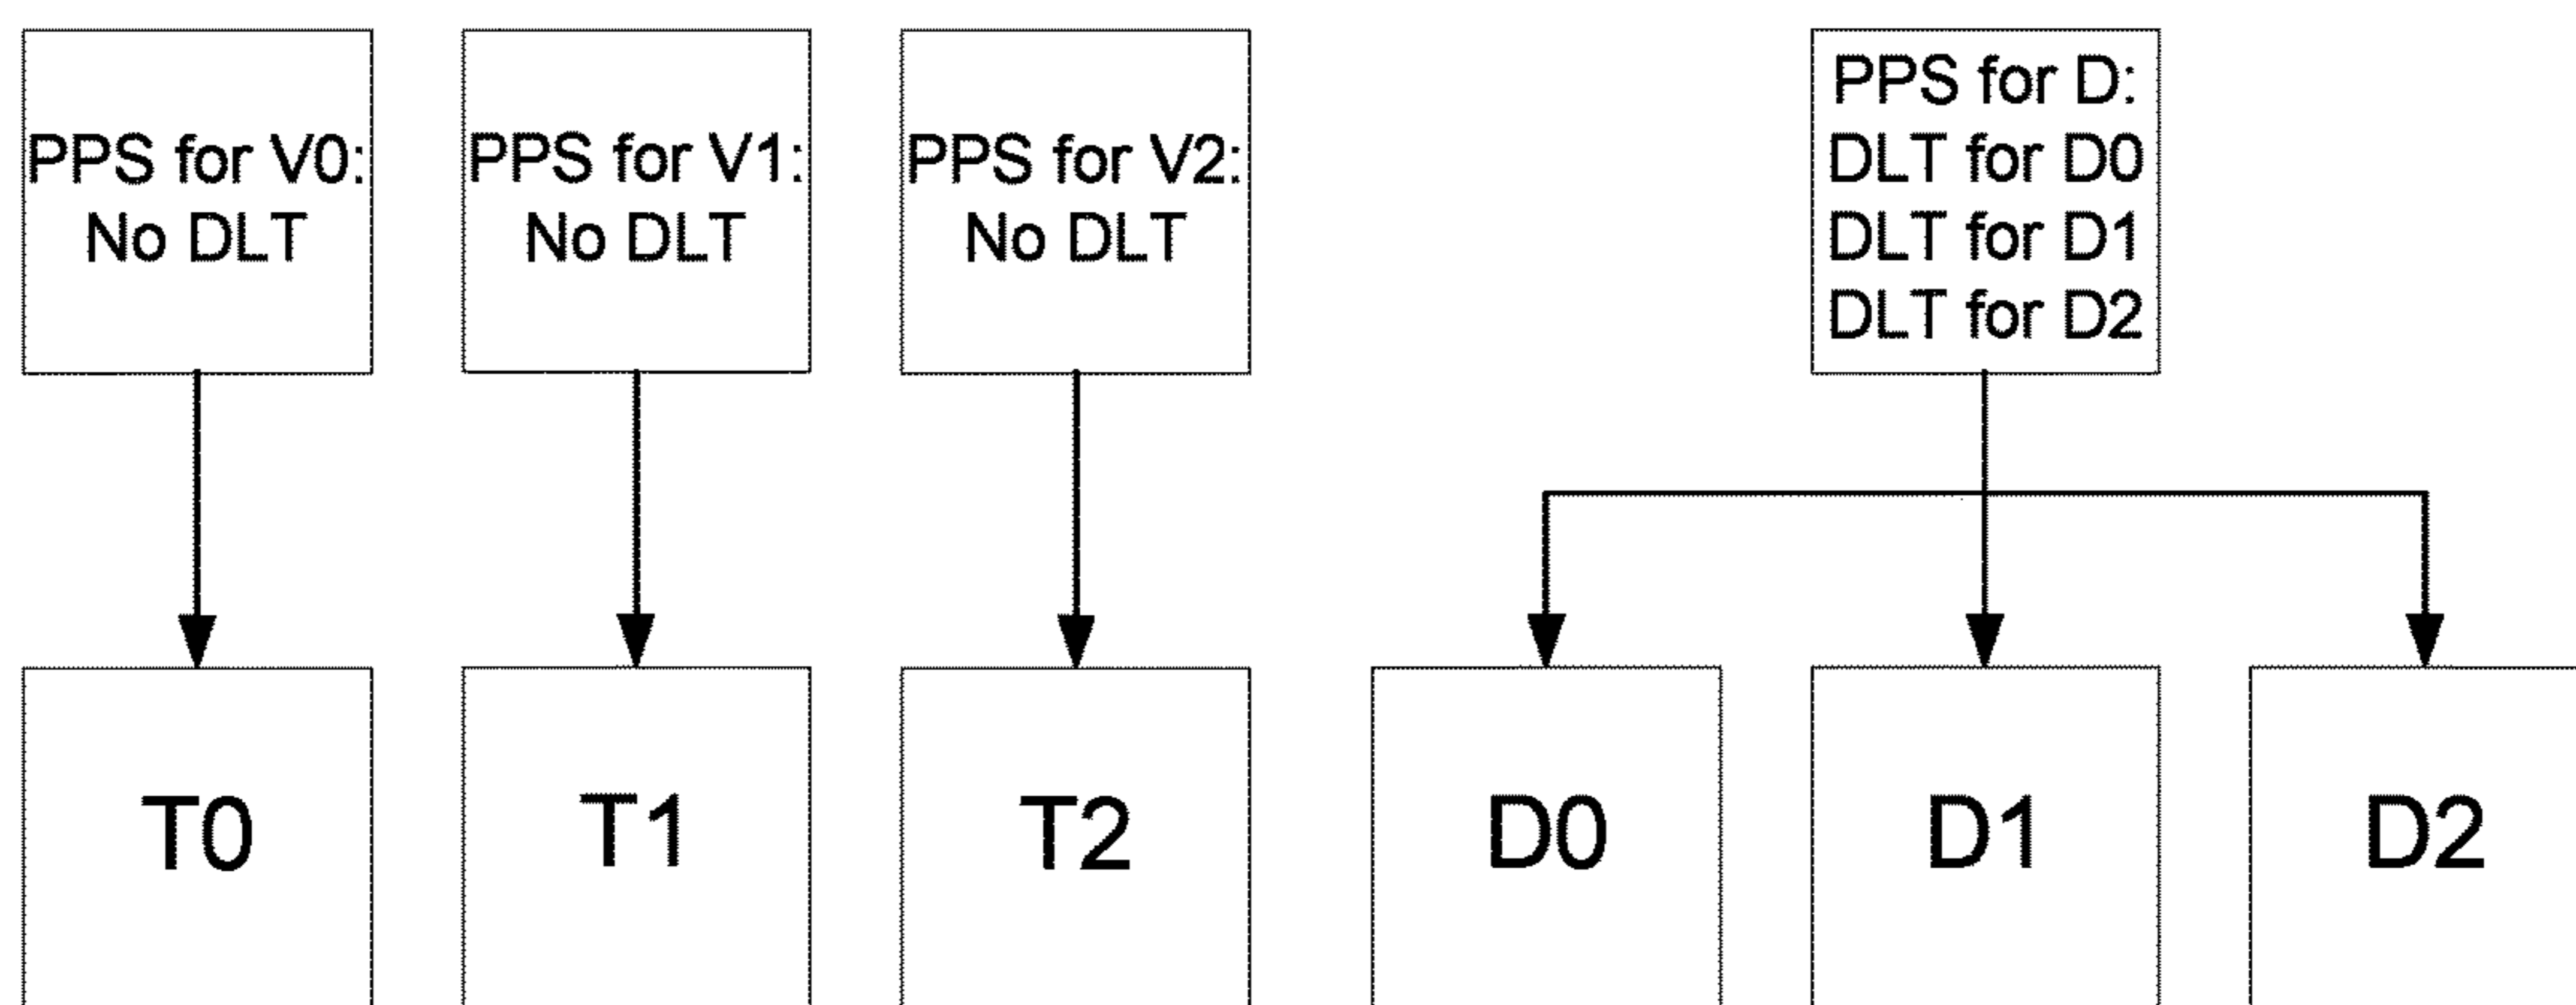 PPS for V0:
No DLT
PPS for V1:
No DLT
PPS for V2:
No DLT
PPS for D:
DLT for D0
DLT for D1
DLT for D2
T0
T1
T2
D0
D1
D2